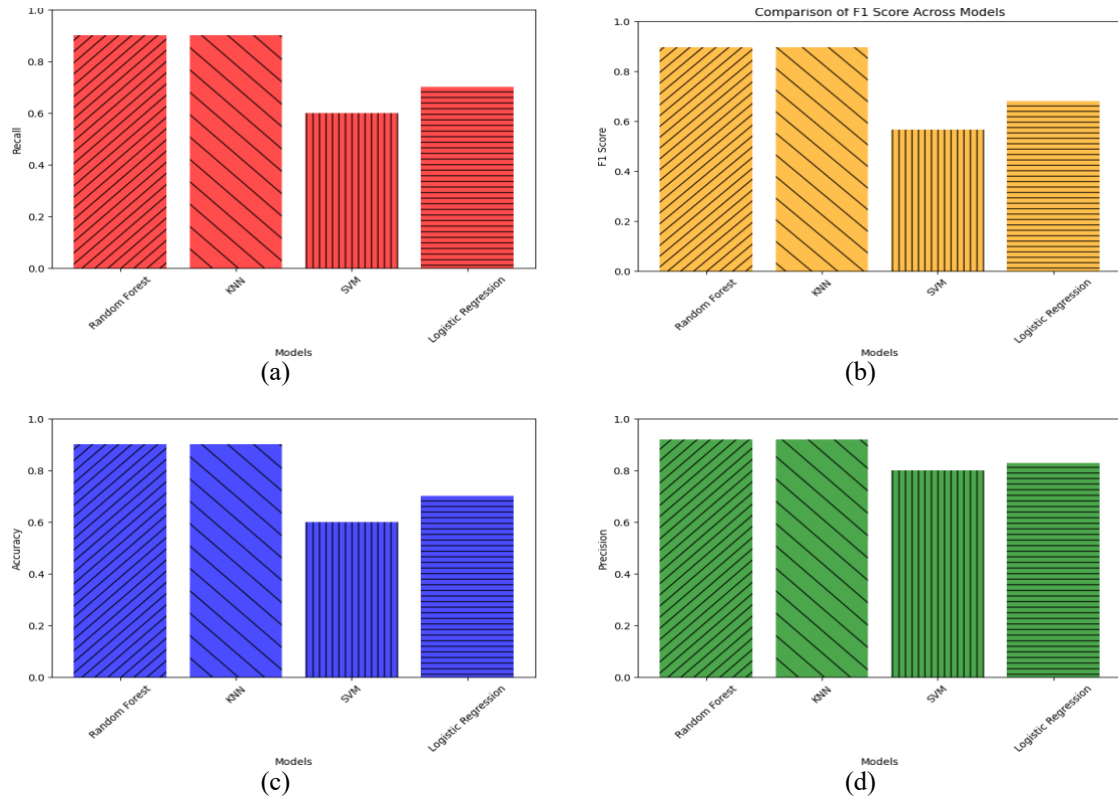 1.0
0.8
0.6
0.4
0.2
0.0
Recall
Random Forest
KNN
SVM
Logistic Regression
Models
(a)
Comparison of F1 Score Across Models
1.0
0.8
0.6
0.4
0.2
0.0
F1 Score
Random Forest
KNN
SVM
Logistic Regression
Models
(b)
1.0
0.8
0.6
0.4
0.2
0.0
Accuracy
Random Forest
KNN
SVM
Logistic Regression
Models
(c)
1.0
0.8
0.6
0.4
0.2
0.0
Precision
Random Forest
KNN
SVM
Logistic Regression
Models
(d)